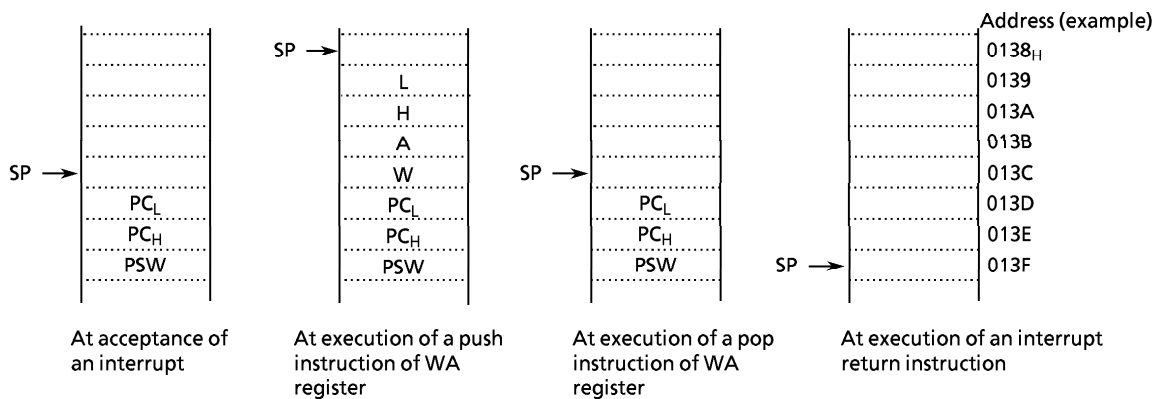 Address (example)
SP
0138H
L
0139
H
013A
A
013B
SP
W
SP
013C
PCL
PCL
PCL
013D
PCH
PCH
PCH
013E
PSW
PSW
PSW
SP
013F
At acceptance of
an interrupt
At execution of a push
instruction of WA
register
At execution of a pop
instruction of WA
register
At execution of an interrupt
return instruction